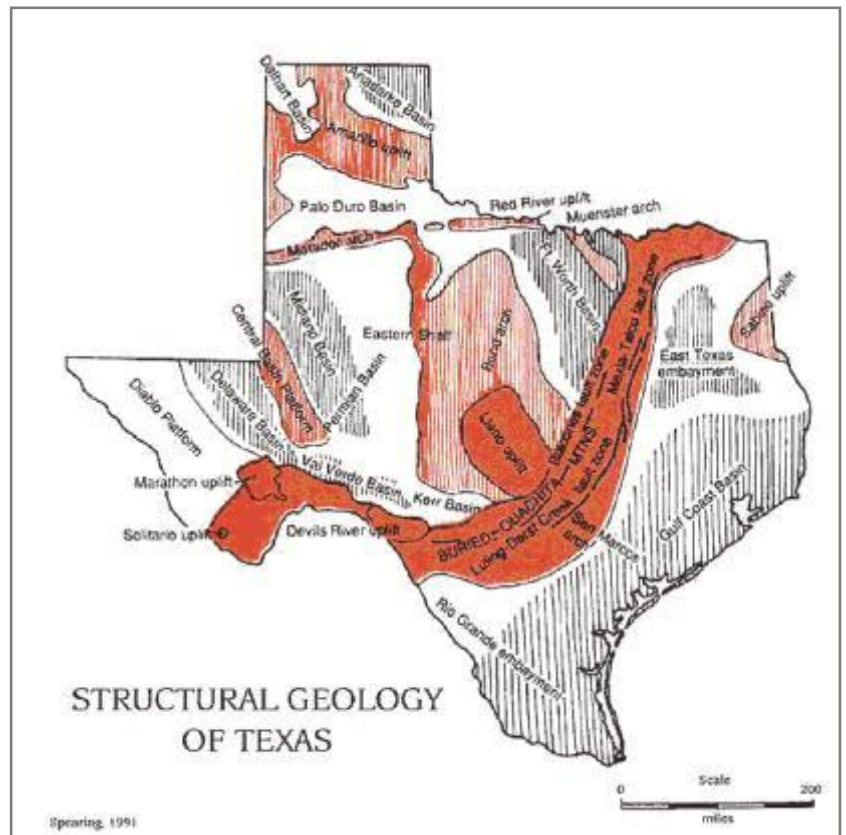 Dalhart Basin
Anadarko Basin
Amarillo uplift
Palo Duro Basin
Red River uplift
Muenster arch
Matador arch
Ft. Worth Basin
Midland Basin
Central Basin Platform
Eastern Shelf
Bend arch
Mexia-Talco fault zone
Sabine uplift
East Texas
embayment
Permian Basin
Delaware Basin
Diablo Platform
Llano uplift
Balcones fault zone
Val Verde Basin
Kerr Basin
Marathon uplift
Solitario uplift
Devils River uplift
BURIED OUACHITA MTNS
Luling-Darst Creek fault zone
San Marcos
arch
Gulf Coast Basin
Rio Grande embayment
STRUCTURAL GEOLOGY
OF TEXAS
Scale
0 200
miles
Spearing, 1991